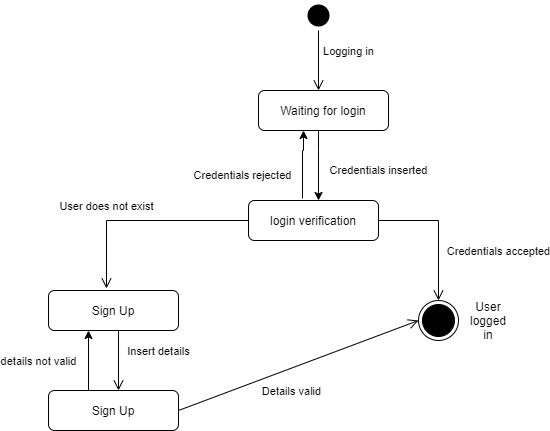 Logging in
Waiting for login
Credentials rejected
Credentials inserted
User does not exist
login verification
Credentials accepted
Sign Up
User
logged
in
details not valid
Insert details
Details valid
Sign Up